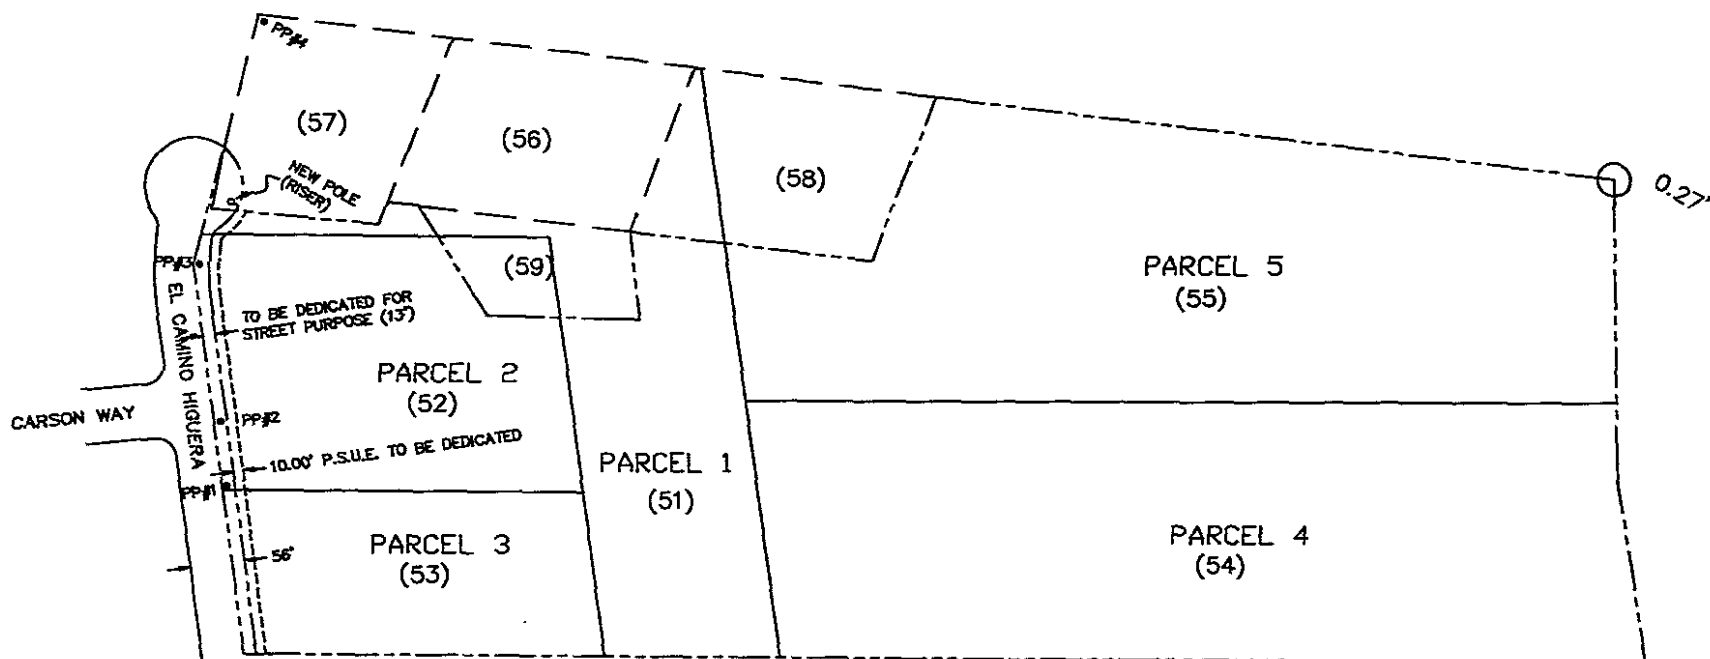 PP#4
(57)
(56)
(58)
NEW POLE
(RISER)
0.27'
PP#3
(59)
PARCEL 5
(55)
TO BE DEDICATED FOR
STREET PURPOSE (13')
EL CAMINO HIGUERA
PARCEL 2
(52)
CARSON WAY
PP#2
10.00' P.S.U.E. TO BE DEDICATED
PARCEL 1
(51)
PP#1
PARCEL 3
(53)
56'
PARCEL 4
(54)